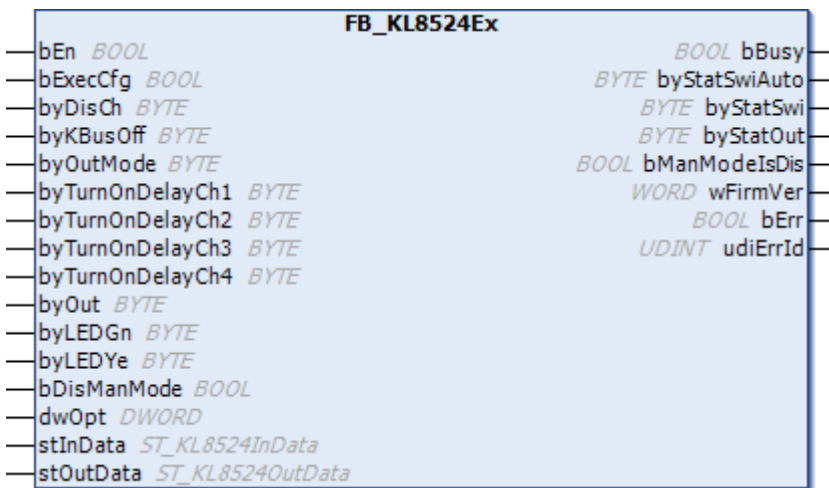 FB_KL8524Ex
bEn BOOL BOOL bBusy
bExecCfg BOOL BYTE byStatSwiAuto
byDisCh BYTE BYTE byStatSwi
byKBusOff BYTE BYTE byStatOut
byOutMode BYTE BOOL bManModeIsDis
byTurnOnDelayCh1 BYTE WORD wFirmVer
byTurnOnDelayCh2 BYTE BOOL bErr
byTurnOnDelayCh3 BYTE UDINT udiErrId
byTurnOnDelayCh4 BYTE
byOut BYTE
byLEDGn BYTE
byLEDYe BYTE
bDisManMode BOOL
dwOpt DWORD
stInData ST_KL8524InData
stOutData ST_KL8524OutData